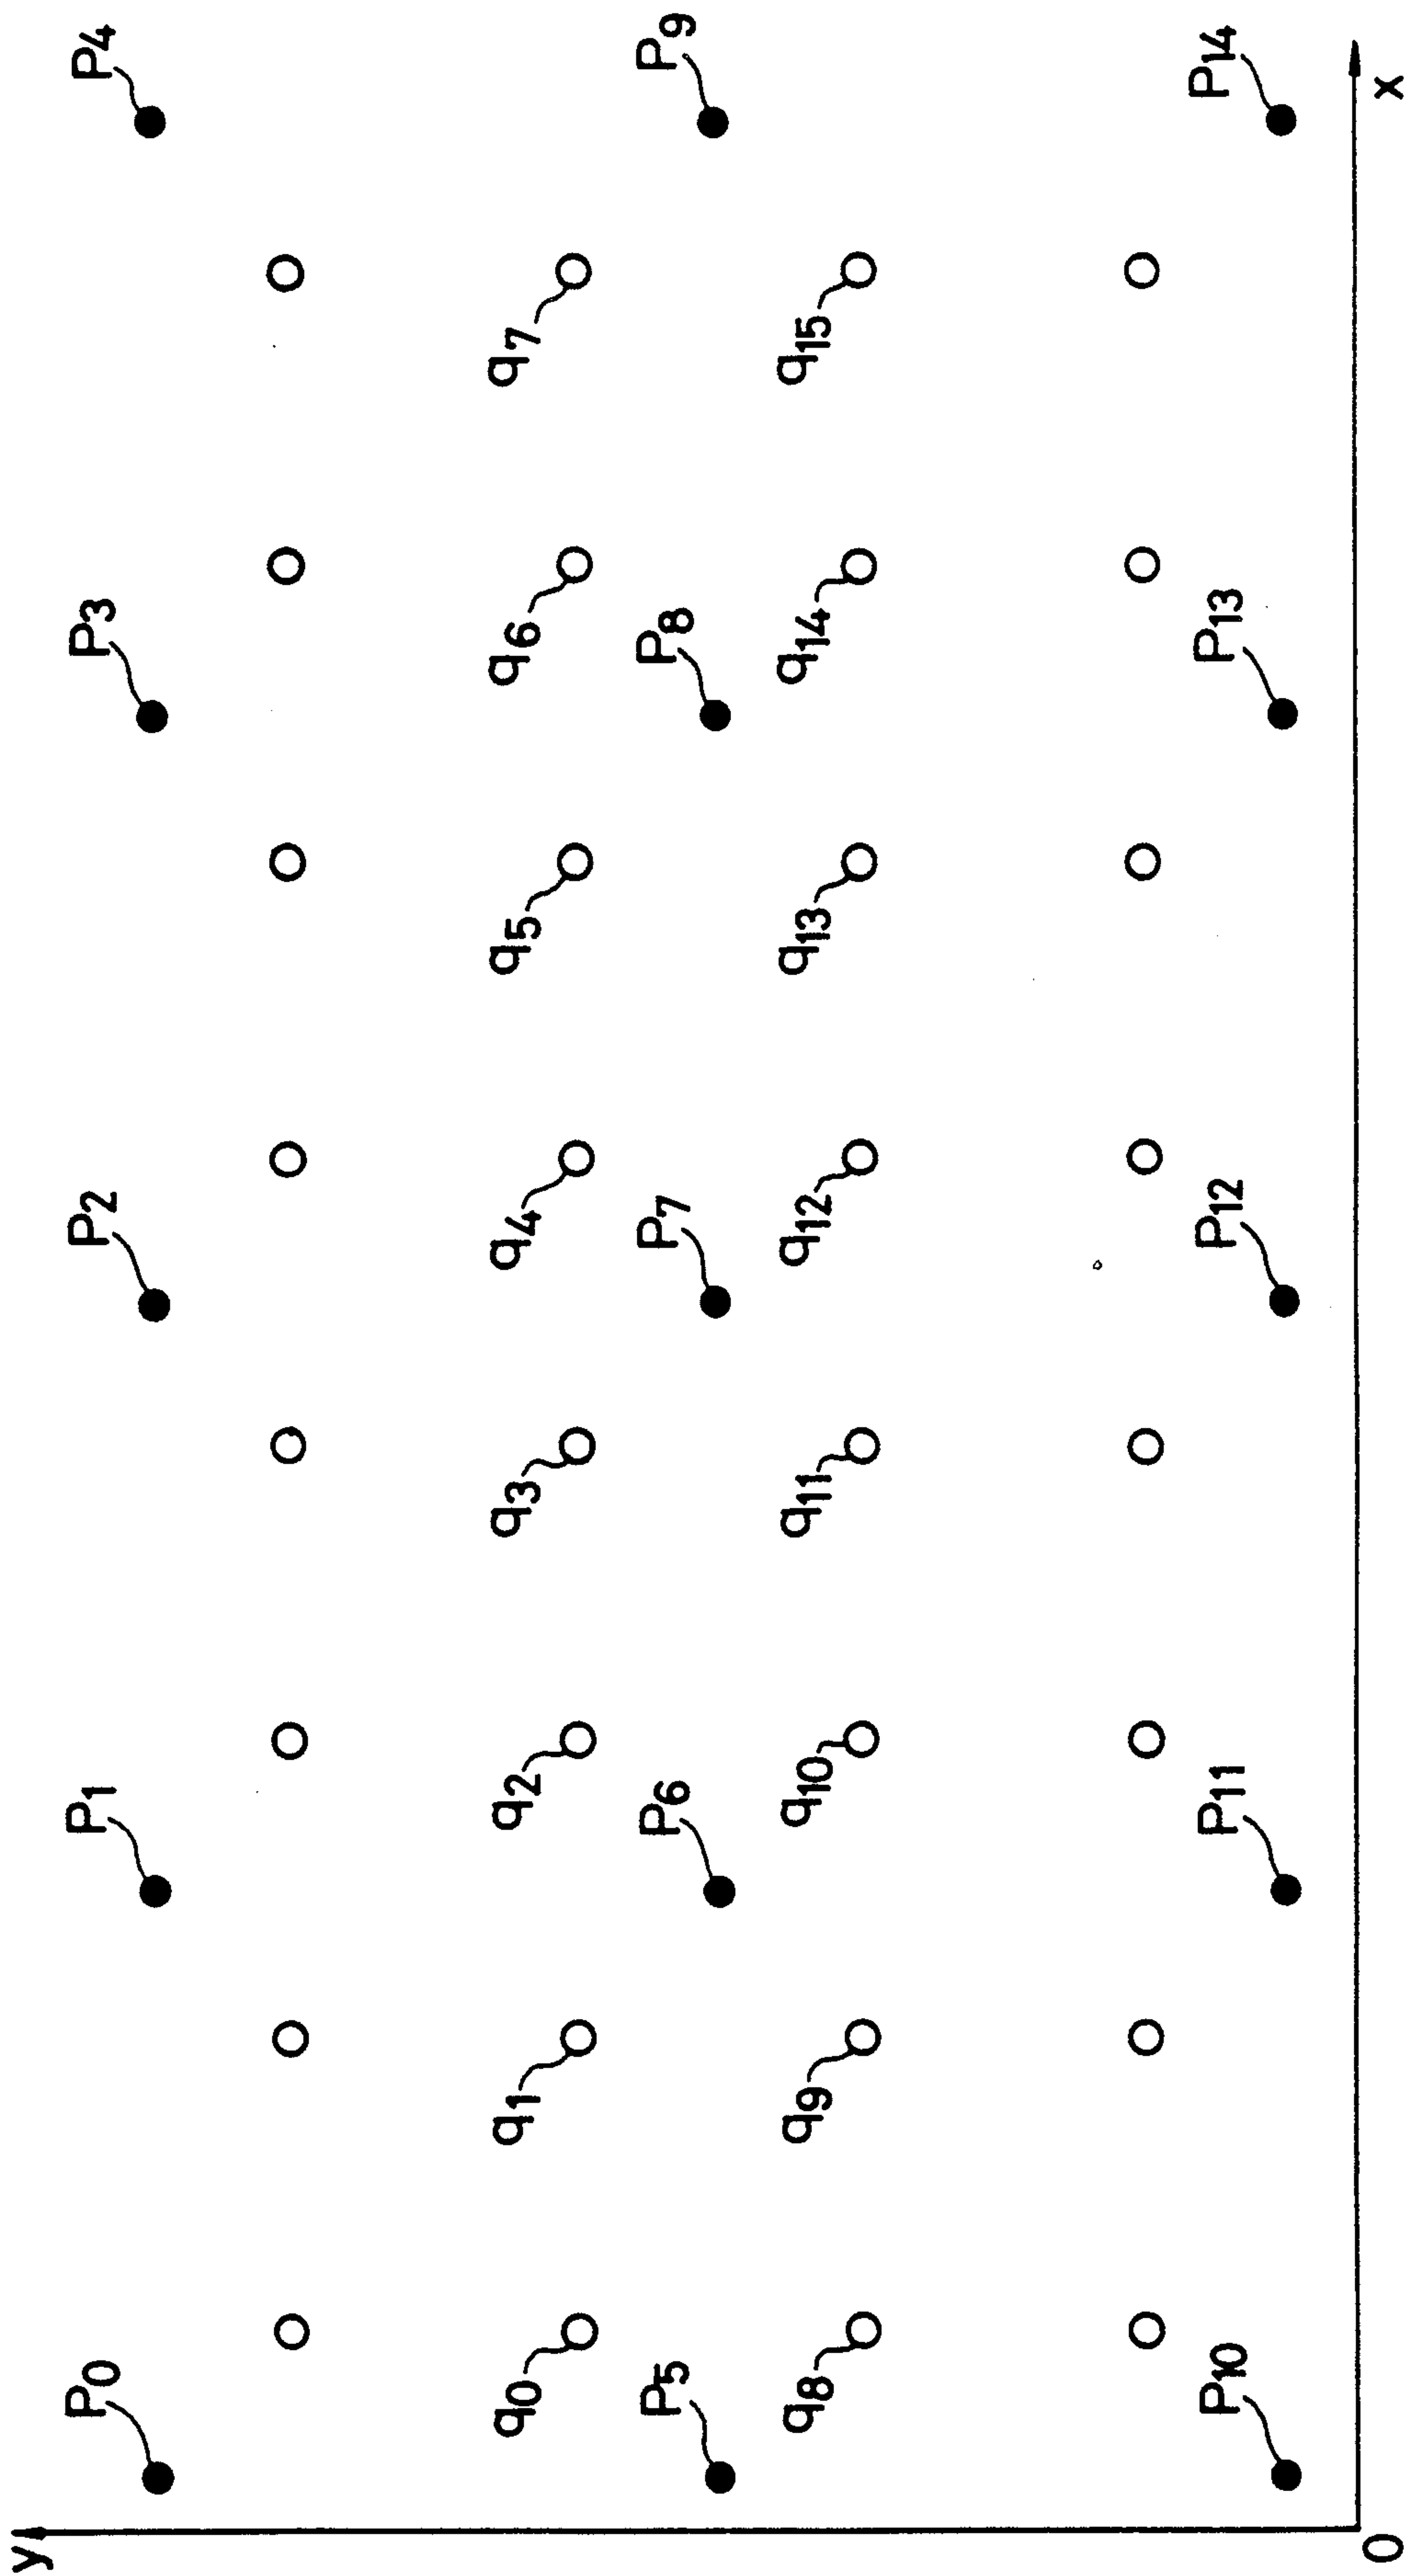 y
P0 P1 P2 P3 P4
q0 q1 q2 q3 q4 q5 q6 q7
P5 P6 P7 P8 P9
q8 q9 q10 q11 q12 q13 q14 q15
P10 P11 P12 P13 P14
0 x